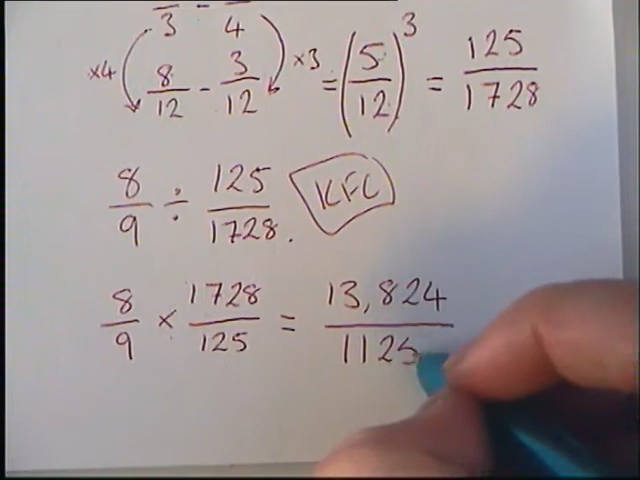 3 - 4
×4 8/12 - 3/12 ×3 = (5/12)^3 = 125/1728
8/9 ÷ 125/1728. KFC
8/9 × 1728/125 = 13,824/1125